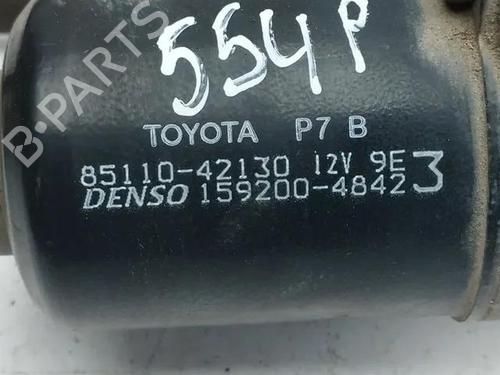 B-PARTS
554P
TOYOTA P7 B
85110-42130 12V 9E
DENSO 159200-4842 3